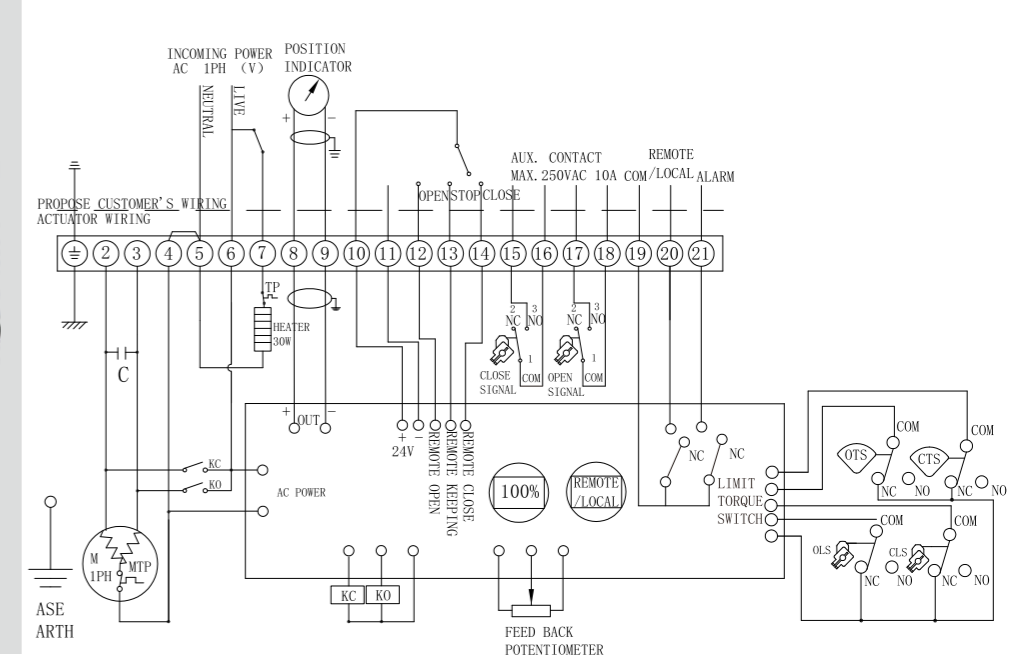 INCOMING POWER
AC 1PH (V)
POSITION
INDICATOR
NEUTRAL
LIVE
+ −
AUX. CONTACT
MAX. 250VAC 10A
COM
REMOTE
/LOCAL
ALARM
OPEN STOP CLOSE
PROPOSE CUSTOMER'S WIRING
ACTUATOR WIRING
2 3 4 5 6 7 8 9 10 11 12 13 14 15 16 17 18 19 20 21
TP
HEATER
30W
C
2 3
NC NO
1
COM
CLOSE
SIGNAL
2 3
NC NO
1
COM
OPEN
SIGNAL
+ OUT −
+ −
24V
REMOTE OPEN
REMOTE KEEPING
REMOTE CLOSE
NC
NC
KC
KO
AC POWER
100%
REMOTE
/LOCAL
LIMIT
TORQUE
SWITCH
OTS
COM
NC NO
CTS
COM
NC NO
OLS
COM
NC NO
CLS
COM
NC NO
M
1PH
MTP
KC
KO
FEED BACK
POTENTIOMETER
ASE
ARTH